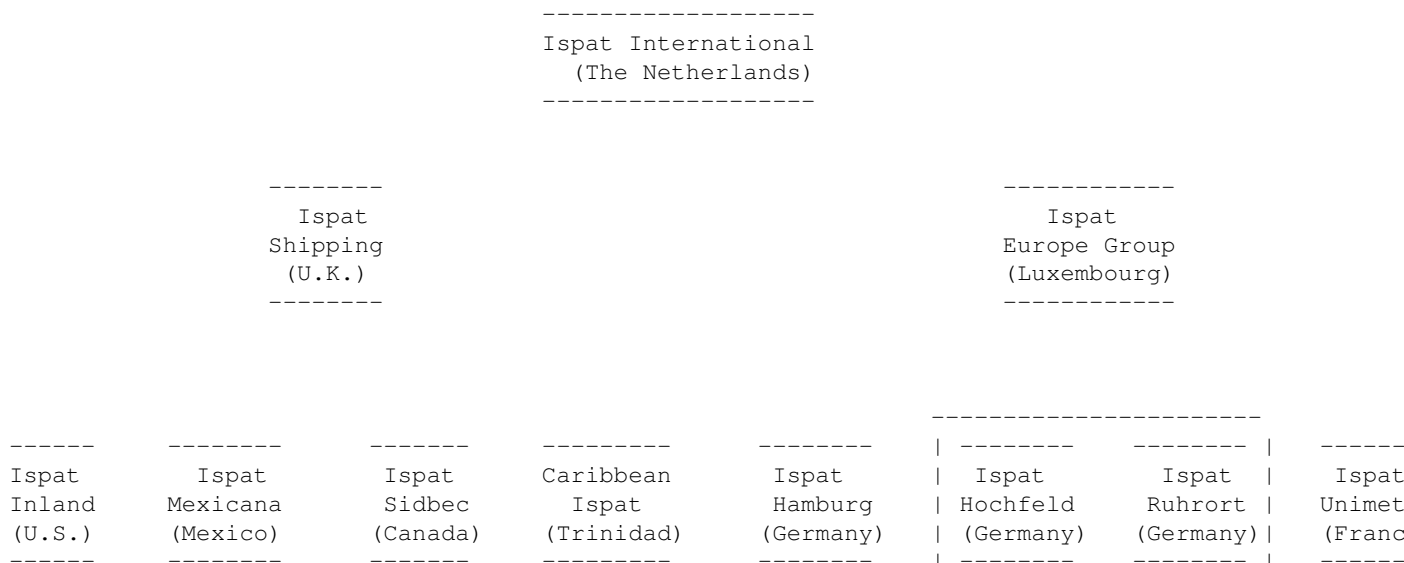 -------------------
Ispat International
(The Netherlands)
-------------------
-------- ------------
Ispat Ispat
Shipping Europe Group
(U.K.) (Luxembourg)
-------- ------------
-----------------------
------ -------- ------- --------- -------- | -------- -------- | ------
Ispat Ispat Ispat Caribbean Ispat | Ispat Ispat | Ispat
Inland Mexicana Sidbec Ispat Hamburg | Hochfeld Ruhrort | Unimet
(U.S.) (Mexico) (Canada) (Trinidad) (Germany) | (Germany) (Germany)| (Franc
------ -------- ------- --------- -------- | -------- -------- | ------